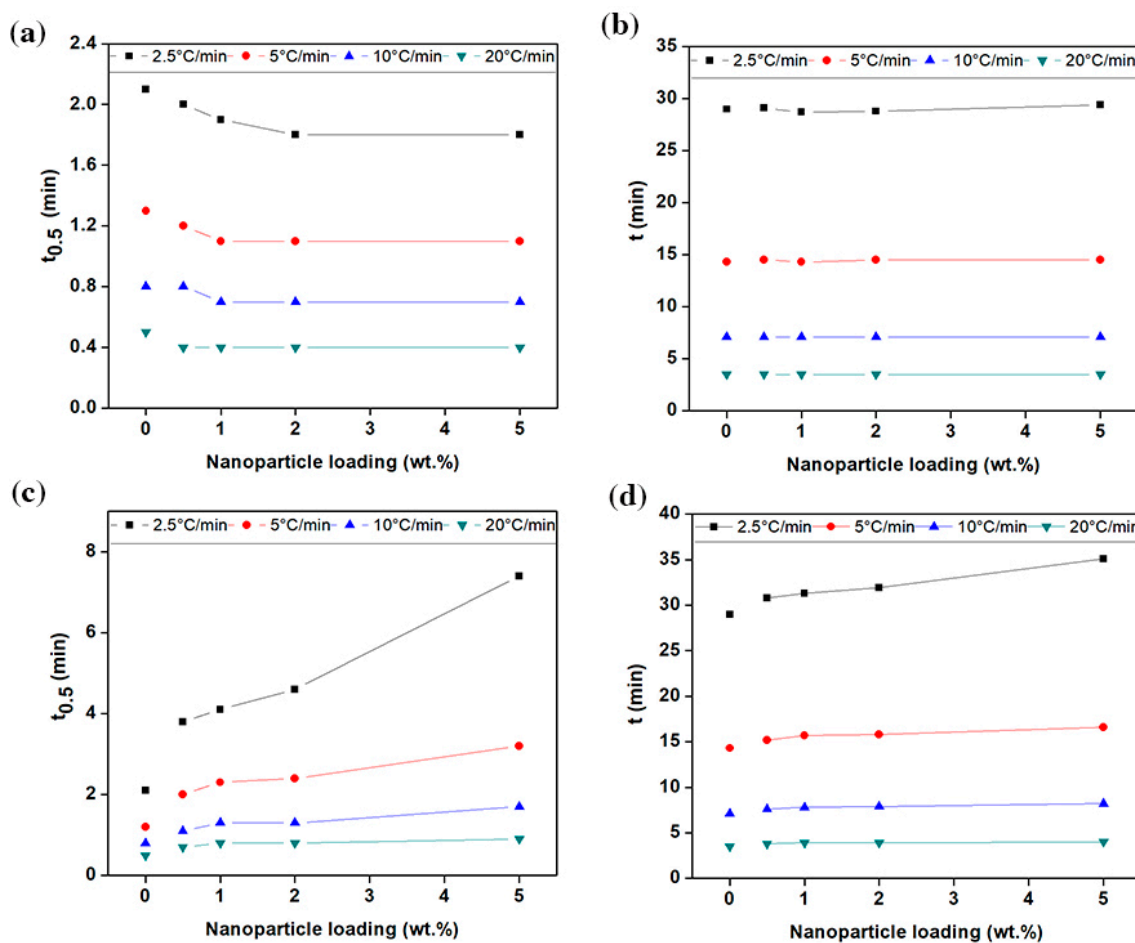 (a)
2.5°C/min 5°C/min 10°C/min 20°C/min
2.4
2.0
1.6
1.2
0.8
0.4
0.0
t0.5 (min)
0 1 2 3 4 5
Nanoparticle loading (wt.%)
(b)
2.5°C/min 5°C/min 10°C/min 20°C/min
35
30
25
20
15
10
5
0
t (min)
0 1 2 3 4 5
Nanoparticle loading (wt.%)
(c)
2.5°C/min 5°C/min 10°C/min 20°C/min
8
6
4
2
0
t0.5 (min)
0 1 2 3 4 5
Nanoparticle loading (wt.%)
(d)
2.5°C/min 5°C/min 10°C/min 20°C/min
40
35
30
25
20
15
10
5
0
t (min)
0 1 2 3 4 5
Nanoparticle loading (wt.%)